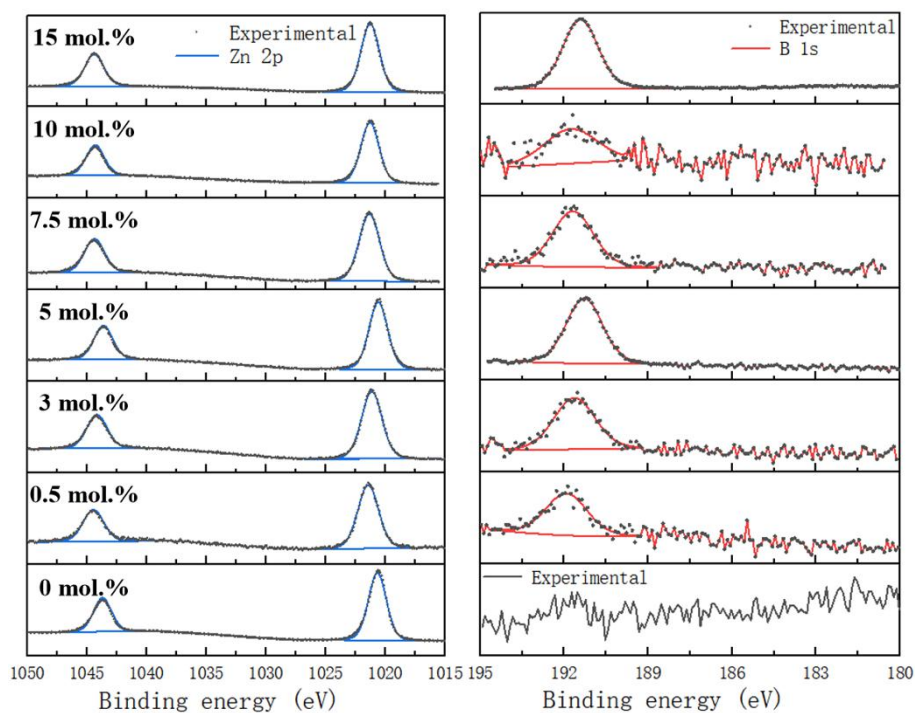 15 mol.%
Experimental
Zn 2p
10 mol.%
7.5 mol.%
5 mol.%
3 mol.%
0.5 mol.%
0 mol.%
1050 1045 1040 1035 1030 1025 1020 1015
Binding energy (eV)
Experimental
B 1s
Experimental
195 192 189 186 183 180
Binding energy (eV)